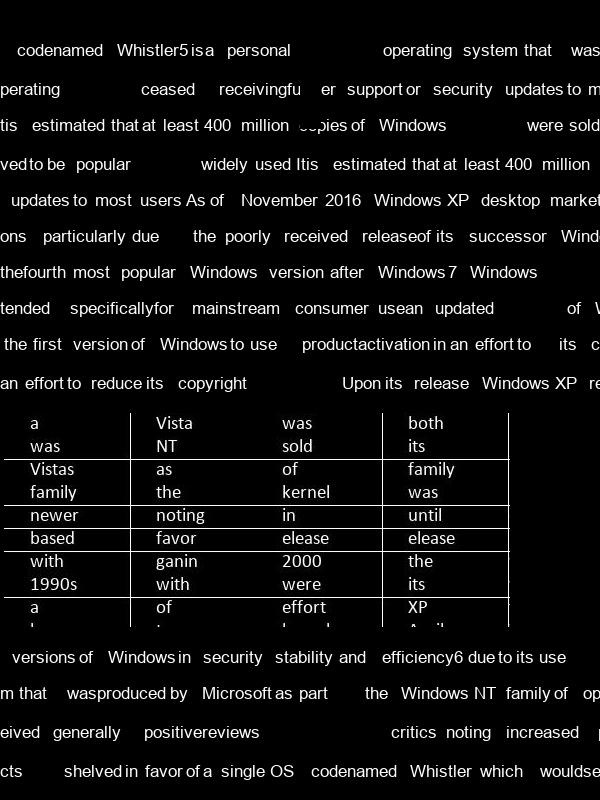 codenamed Whistler5 is a personal operating system that was
perating ceased receivingfu er support or security updates to m
tis estimated that at least 400 million copies of Windows were sold
ved to be popular widely used Itis estimated that at least 400 million
updates to most users As of November 2016 Windows XP desktop market
ons particularly due the poorly received releaseof its successor Wind
thefourth most popular Windows version after Windows 7 Windows
tended specificallyfor mainstream consumer usean updated of
the first version of Windows to use productactivation in an effort to its c
an effort to reduce its copyright Upon its release Windows XP re
a Vista was both
was NT sold its
Vistas as of family
family the kernel was
newer noting in until
based favor elease elease
with ganin 2000 the
1990s with were its
a of effort XP
versions of Windows in security stability and efficiency6 due to its use
m that wasproduced by Microsoft as part the Windows NT family of op
eived generally positivereviews critics noting increased
cts shelved in favor of a single OS codenamed Whistler which wouldse